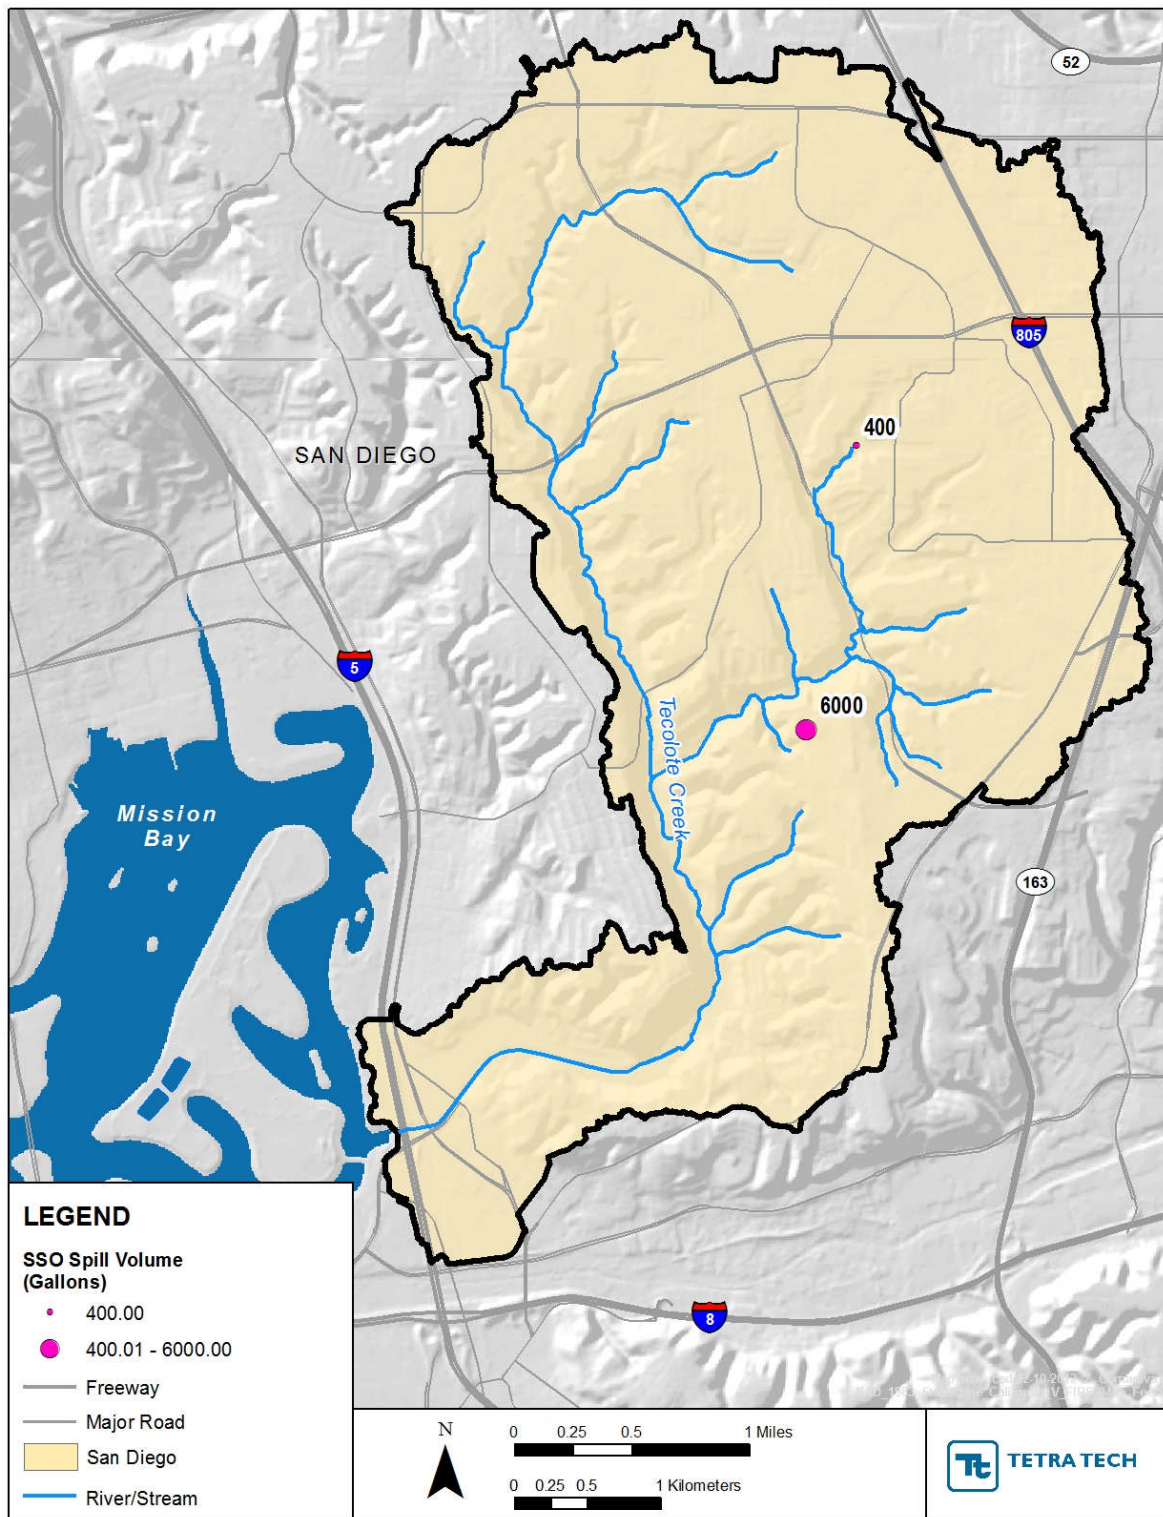 52
805
400
SAN DIEGO
5
6000
Tecolote Creek
Mission
Bay
163
8
LEGEND
SSO Spill Volume
(Gallons)
400.00
400.01 - 6000.00
Freeway
Major Road
San Diego
River/Stream
N
0 0.25 0.5 1 Miles
0 0.25 0.5 1 Kilometers
Tt TETRA TECH